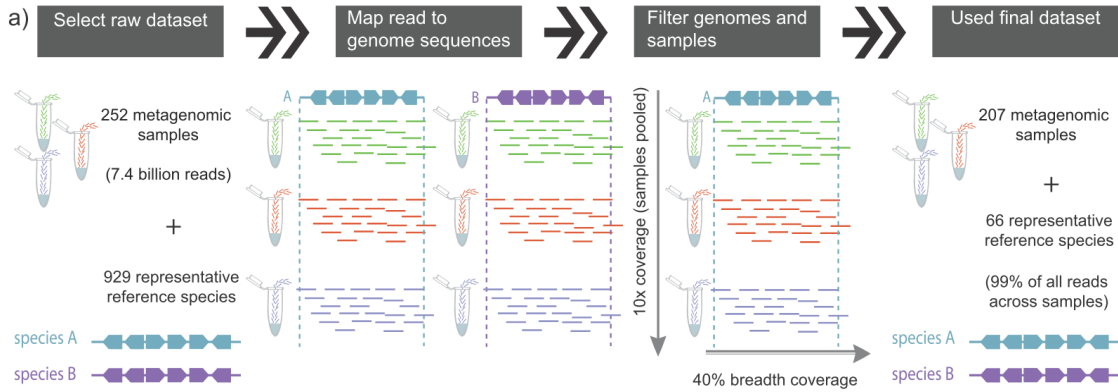 a)
Select raw dataset
Map read to
genome sequences
Filter genomes and
samples
Used final dataset
252 metagenomic
samples
(7.4 billion reads)
+
929 representative
reference species
species A
species B
A
B
10x coverage (samples pooled)
A
40% breadth coverage
207 metagenomic
samples
+
66 representative
reference species
(99% of all reads
across samples)
species A
species B